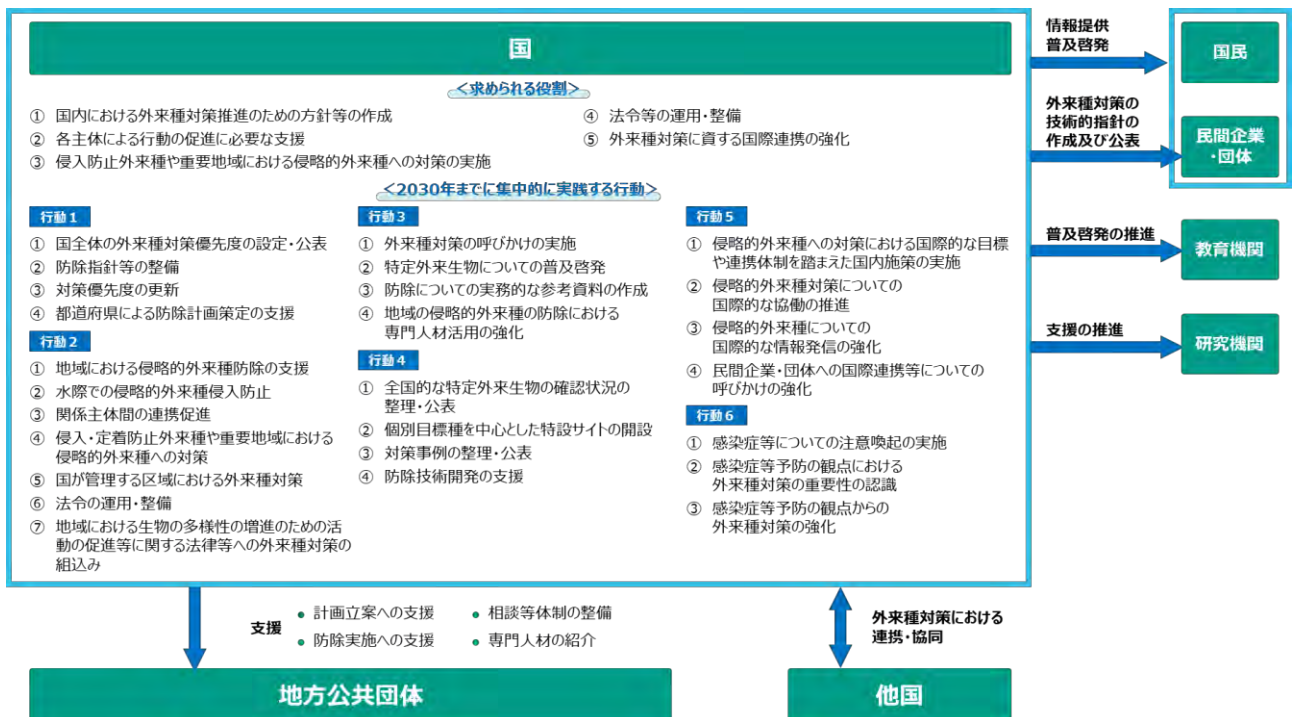 国
＜求められる役割＞
① 国内における外来種対策推進のための方針等の作成
② 各主体による行動の促進に必要な支援
③ 侵入防止外来種や重要地域における侵略的外来種への対策の実施
④ 法令等の運用・整備
⑤ 外来種対策に資する国際連携の強化
＜2030年までに集中的に実践する行動＞
行動1
① 国全体の外来種対策優先度の設定・公表
② 防除指針等の整備
③ 対策優先度の更新
④ 都道府県による防除計画策定の支援
行動2
① 地域における侵略的外来種防除の支援
② 水際での侵略的外来種侵入防止
③ 関係主体間の連携促進
④ 侵入・定着防止外来種や重要地域における
侵略的外来種への対策
⑤ 国が管理する区域における外来種対策
⑥ 法令の運用・整備
⑦ 地域における生物の多様性の増進のための活
動の促進等に関する法律等への外来種対策の
組込み
行動3
① 外来種対策の呼びかけの実施
② 特定外来生物についての普及啓発
③ 防除についての実務的な参考資料の作成
④ 地域の侵略的外来種の防除における
専門人材活用の強化
行動4
① 全国的な特定外来生物の確認状況の
整理・公表
② 個別目標種を中心とした特設サイトの開設
③ 対策事例の整理・公表
④ 防除技術開発の支援
行動5
① 侵略的外来種への対策における国際的な目標
や連携体制を踏まえた国内施策の実施
② 侵略的外来種対策についての
国際的な協働の推進
③ 侵略的外来種についての
国際的な情報発信の強化
④ 民間企業・団体への国際連携等についての
呼びかけの強化
行動6
① 感染症等についての注意喚起の実施
② 感染症等予防の観点における
外来種対策の重要性の認識
③ 感染症等予防の観点からの
外来種対策の強化
情報提供
普及啓発
国民
外来種対策の
技術的指針の
作成及び公表
民間企業
・団体
普及啓発の推進
教育機関
支援の推進
研究機関
支援
● 計画立案への支援
● 相談等体制の整備
● 防除実施への支援
● 専門人材の紹介
外来種対策における
連携・協同
地方公共団体
他国